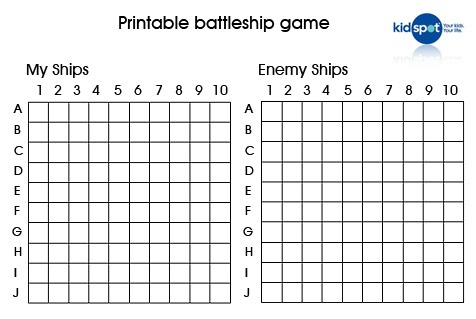 Printable battleship game
kidspot
Your kids.
Your life.
My Ships
1 2 3 4 5 6 7 8 9 10
A
B
C
D
E
F
G
H
I
J
Enemy Ships
1 2 3 4 5 6 7 8 9 10
A
B
C
D
E
F
G
H
I
J